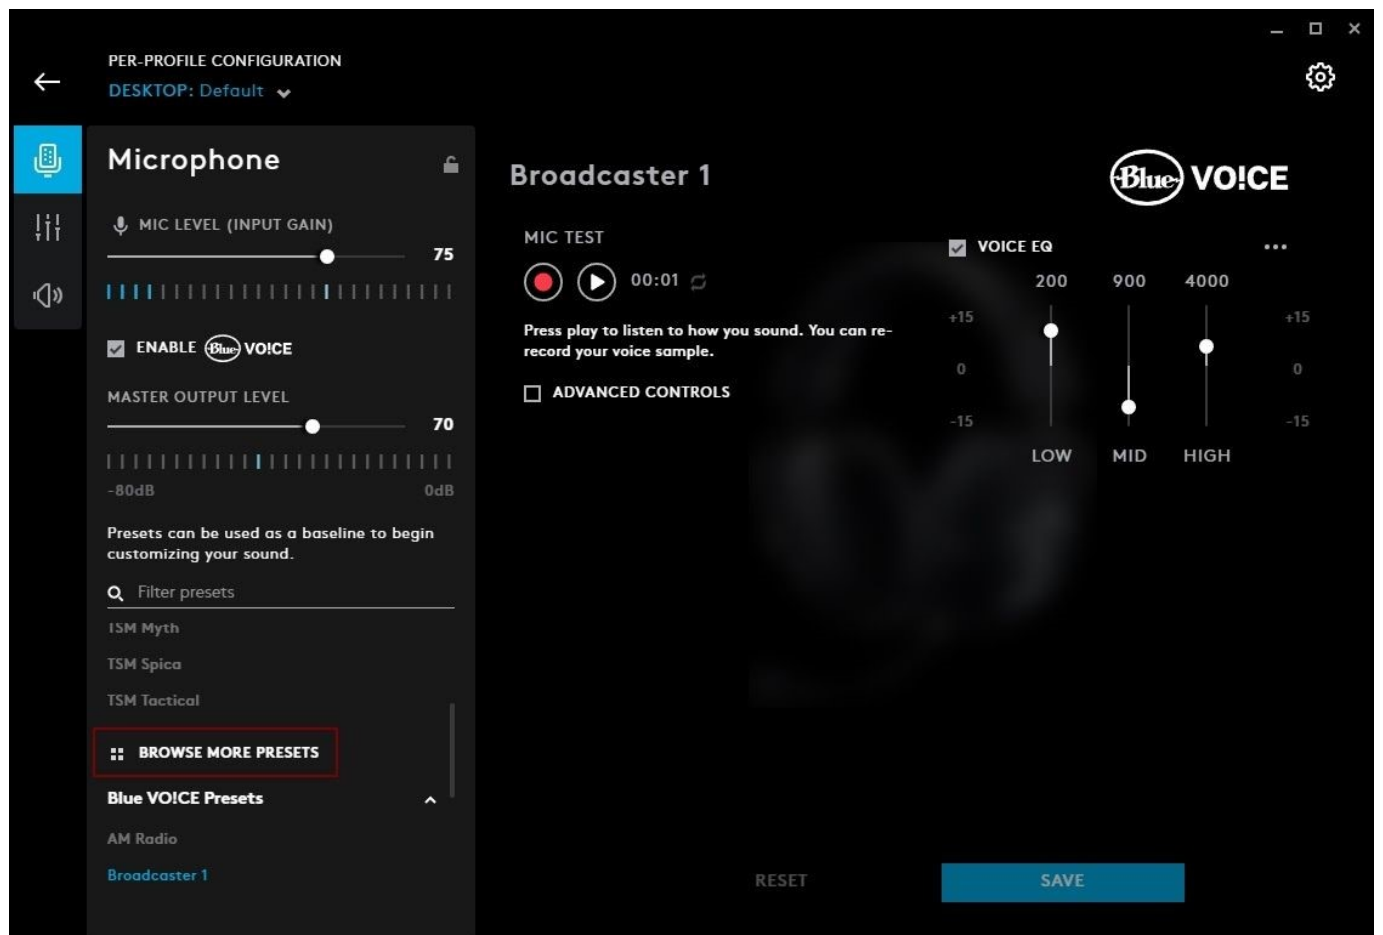 PER-PROFILE CONFIGURATION
DESKTOP: Default
Microphone
MIC LEVEL (INPUT GAIN)
75
ENABLE Blue VO!CE
MASTER OUTPUT LEVEL
70
-80dB 0dB
Presets can be used as a baseline to begin
customizing your sound.
Filter presets
TSM Myth
TSM Spica
TSM Tactical
BROWSE MORE PRESETS
Blue VO!CE Presets
AM Radio
Broadcaster 1
Broadcaster 1
Blue VO!CE
MIC TEST
00:01
Press play to listen to how you sound. You can re-
record your voice sample.
ADVANCED CONTROLS
VOICE EQ
200 900 4000
+15 +15
0 0
-15 -15
LOW MID HIGH
RESET
SAVE